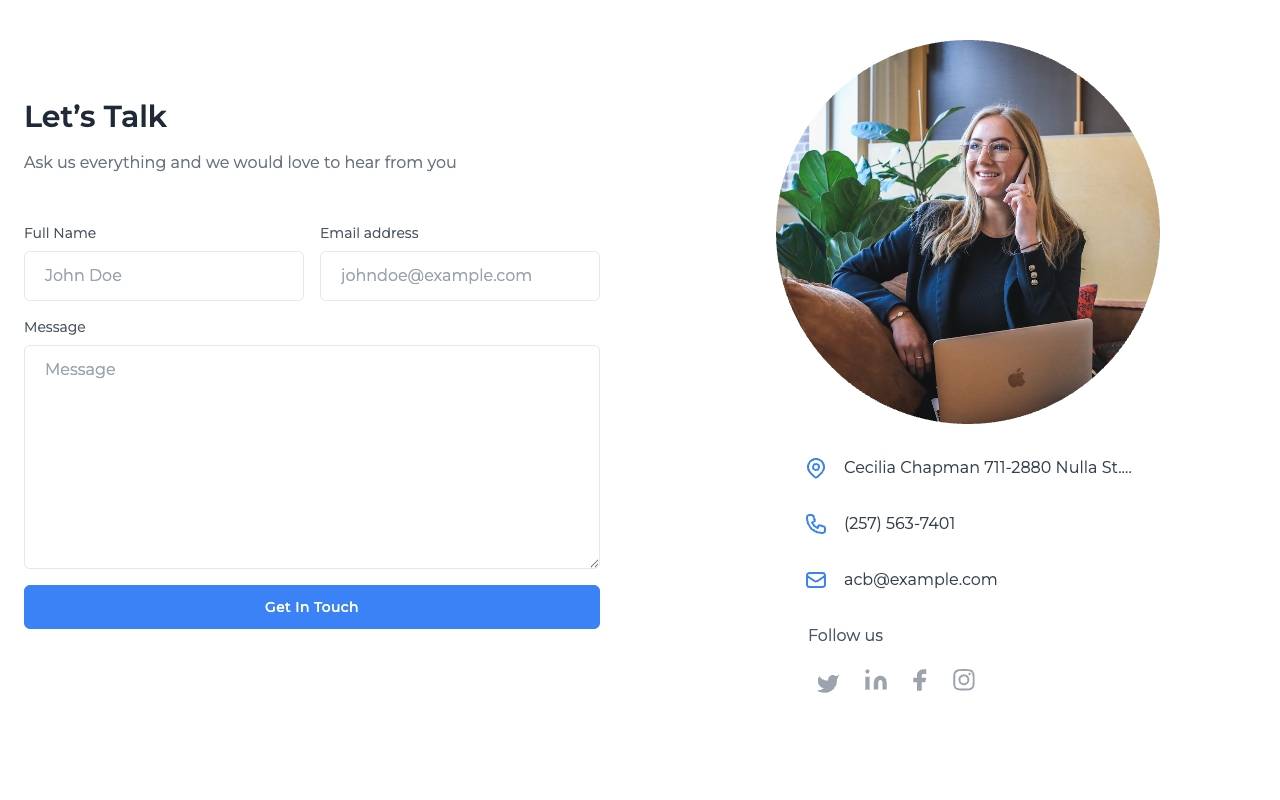 Let’s Talk
Ask us everything and we would love to hear from you
Full Name
Email address
John Doe
johndoe@example.com
Message
Message
Get In Touch
Cecilia Chapman 711-2880 Nulla St....
(257) 563-7401
acb@example.com
Follow us